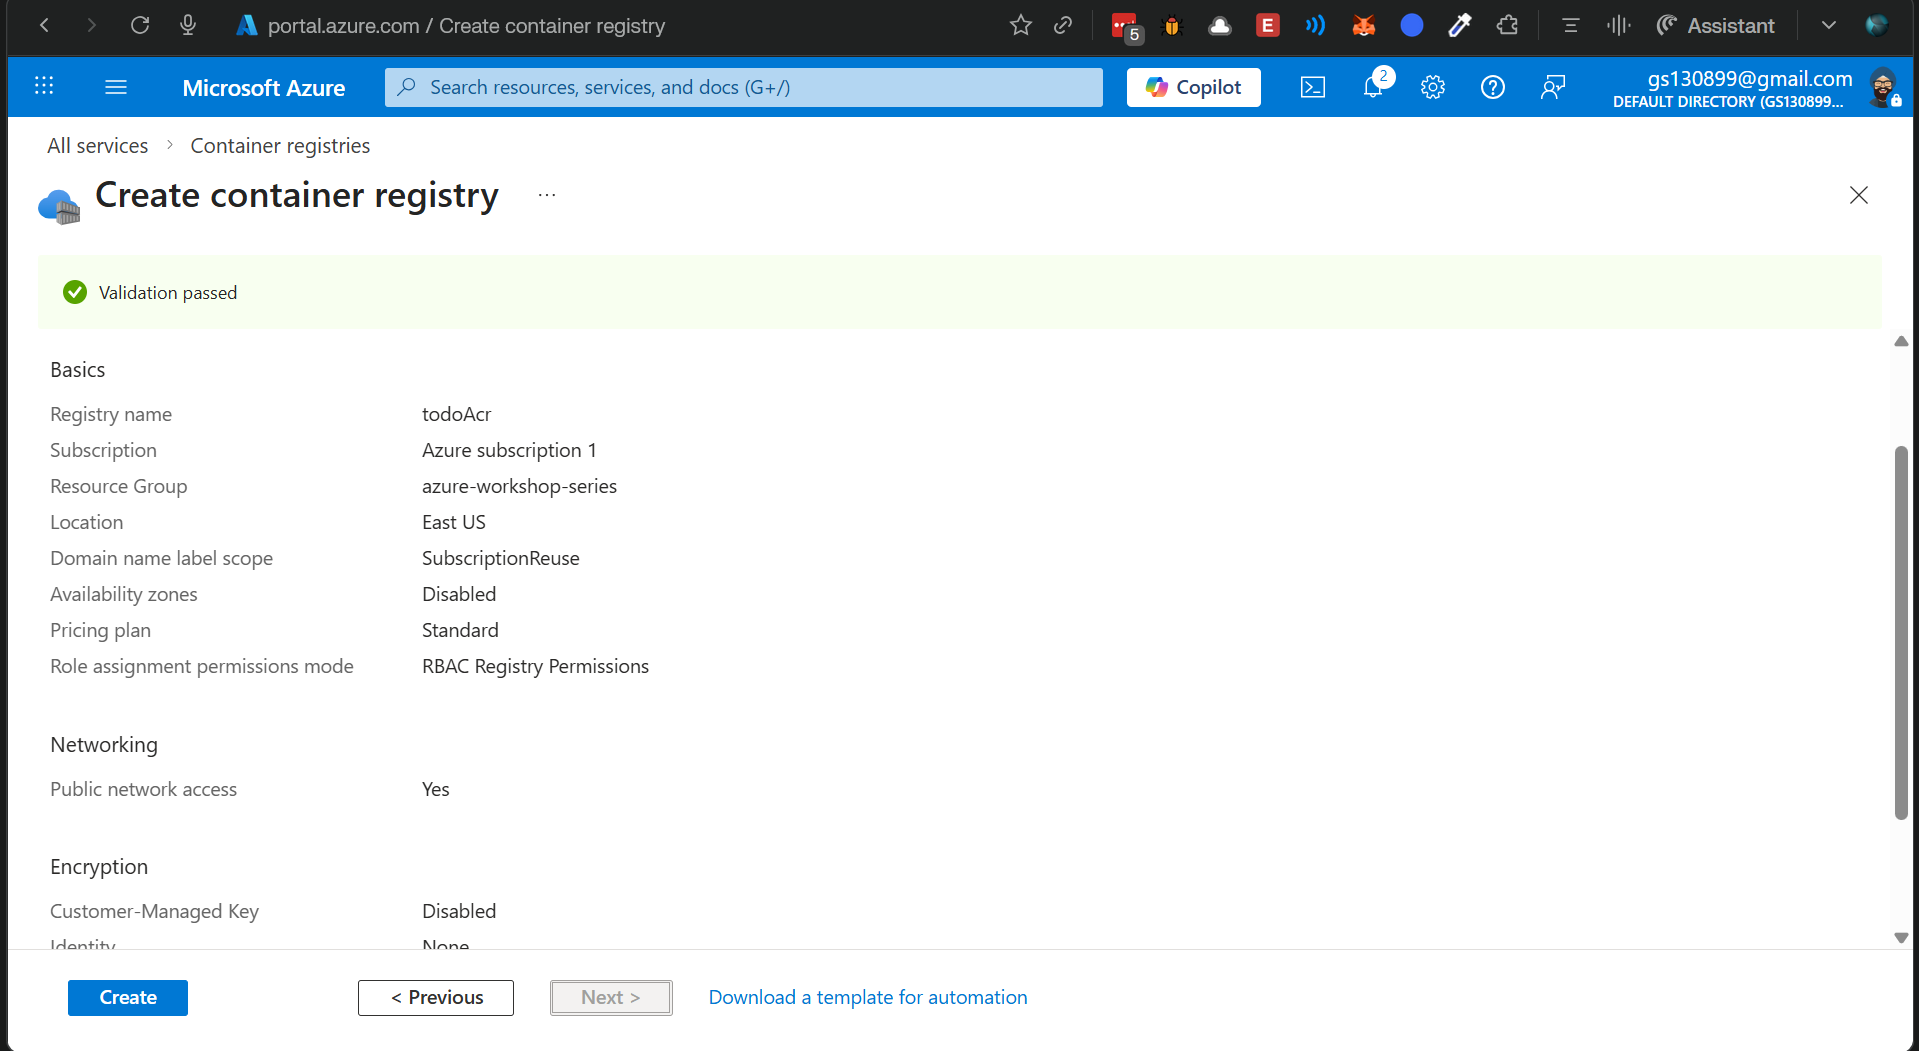 portal.azure.com / Create container registry
5
E
Assistant
Microsoft Azure
Search resources, services, and docs (G+/)
Copilot
2
gs130899@gmail.com
DEFAULT DIRECTORY (GS130899...
All services > Container registries
Create container registry ...
Validation passed
Basics
Registry name todoAcr
Subscription Azure subscription 1
Resource Group azure-workshop-series
Location East US
Domain name label scope SubscriptionReuse
Availability zones Disabled
Pricing plan Standard
Role assignment permissions mode RBAC Registry Permissions
Networking
Public network access Yes
Encryption
Customer-Managed Key Disabled
Identity None
Create
< Previous
Next >
Download a template for automation